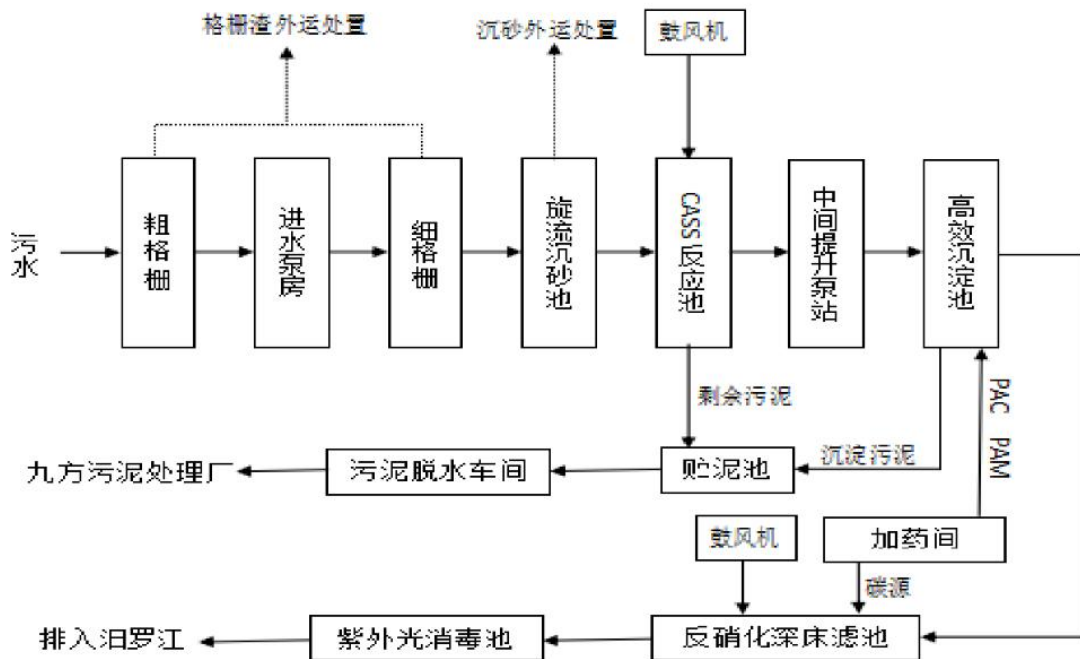 格栅渣外运处置
沉砂外运处置
鼓风机
污水
粗格栅
进水泵房
细格栅
旋流沉砂池
CASS反应池
中间提升泵站
高效沉淀池
剩余污泥
沉淀污泥
PAC PAM
九方污泥处理厂
污泥脱水车间
贮泥池
鼓风机
加药间
碳源
排入汨罗江
紫外光消毒池
反硝化深床滤池